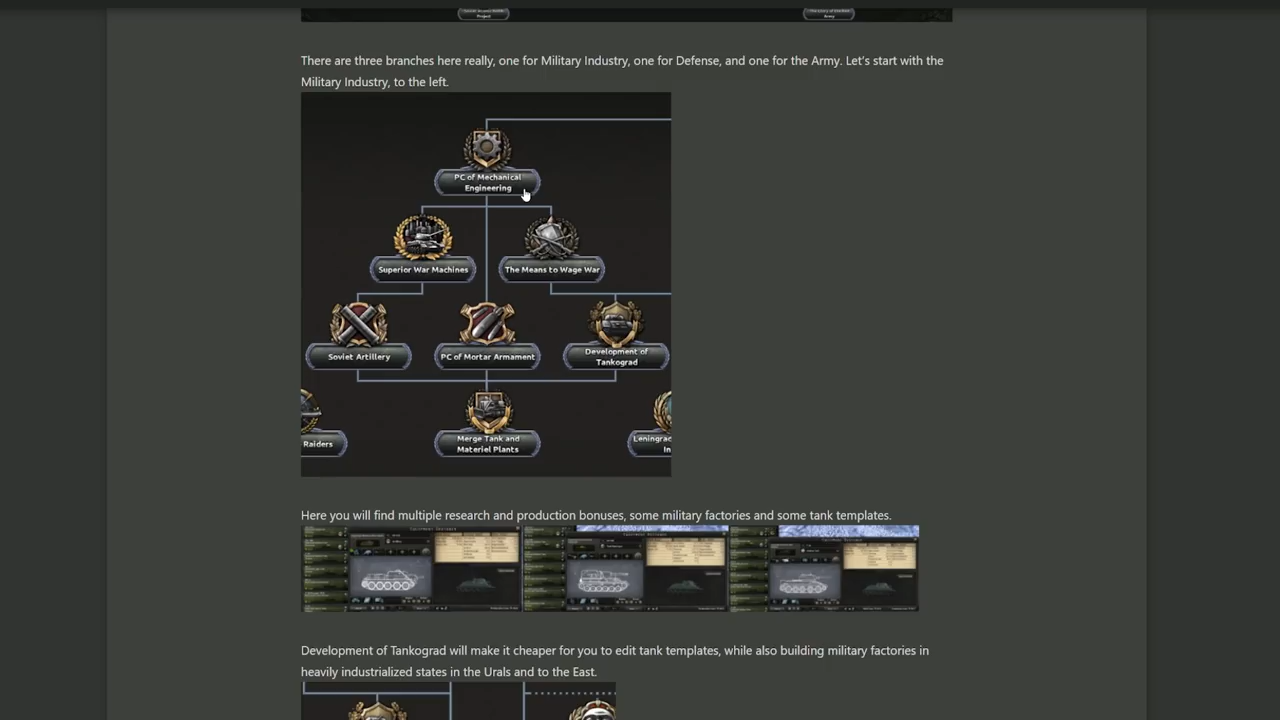 Project
Army
There are three branches here really, one for Military Industry, one for Defense, and one for the Army. Let's start with the
Military Industry, to the left.
PC of Mechanical
Engineering
Superior War Machines
The Means to Wage War
Soviet Artillery
PC of Mortar Armament
Development of
Tankograd
Raiders
Merge Tank and
Materiel Plants
Leningrad
In
Here you will find multiple research and production bonuses, some military factories and some tank templates.
Development of Tankograd will make it cheaper for you to edit tank templates, while also building military factories in
heavily industrialized states in the Urals and to the East.